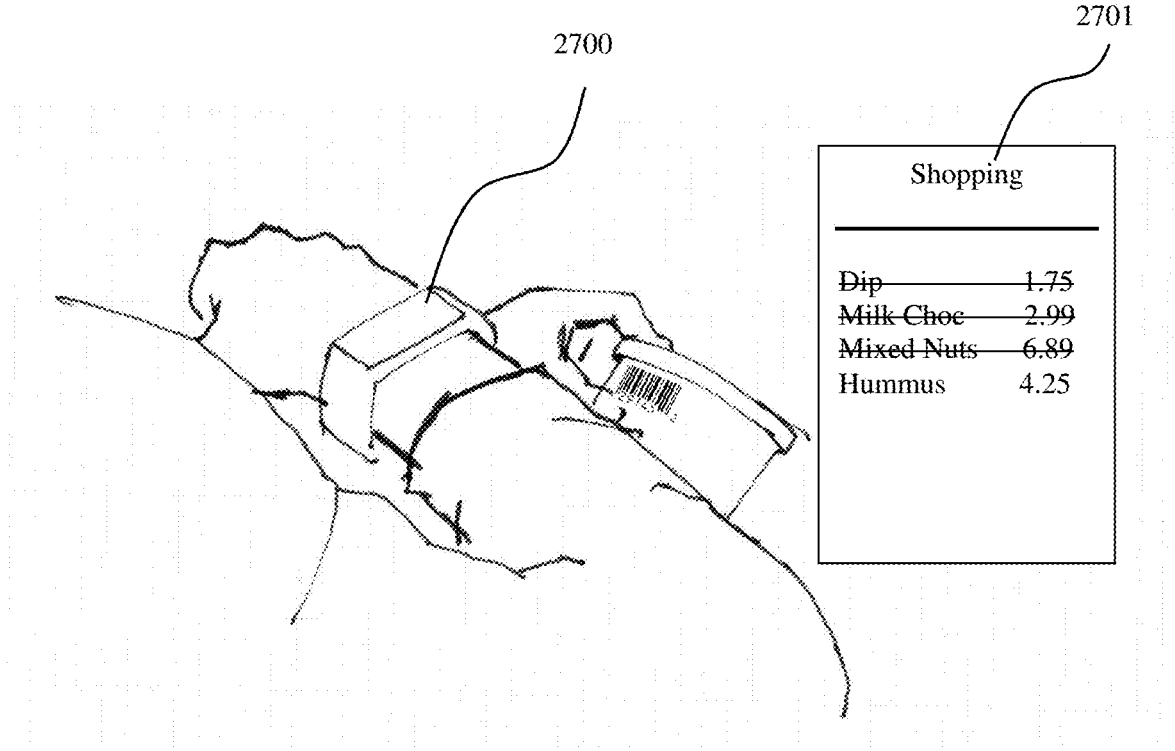 2701
2700
Shopping
Dip 1.75
Milk Choc 2.99
Mixed Nuts 6.89
Hummus 4.25